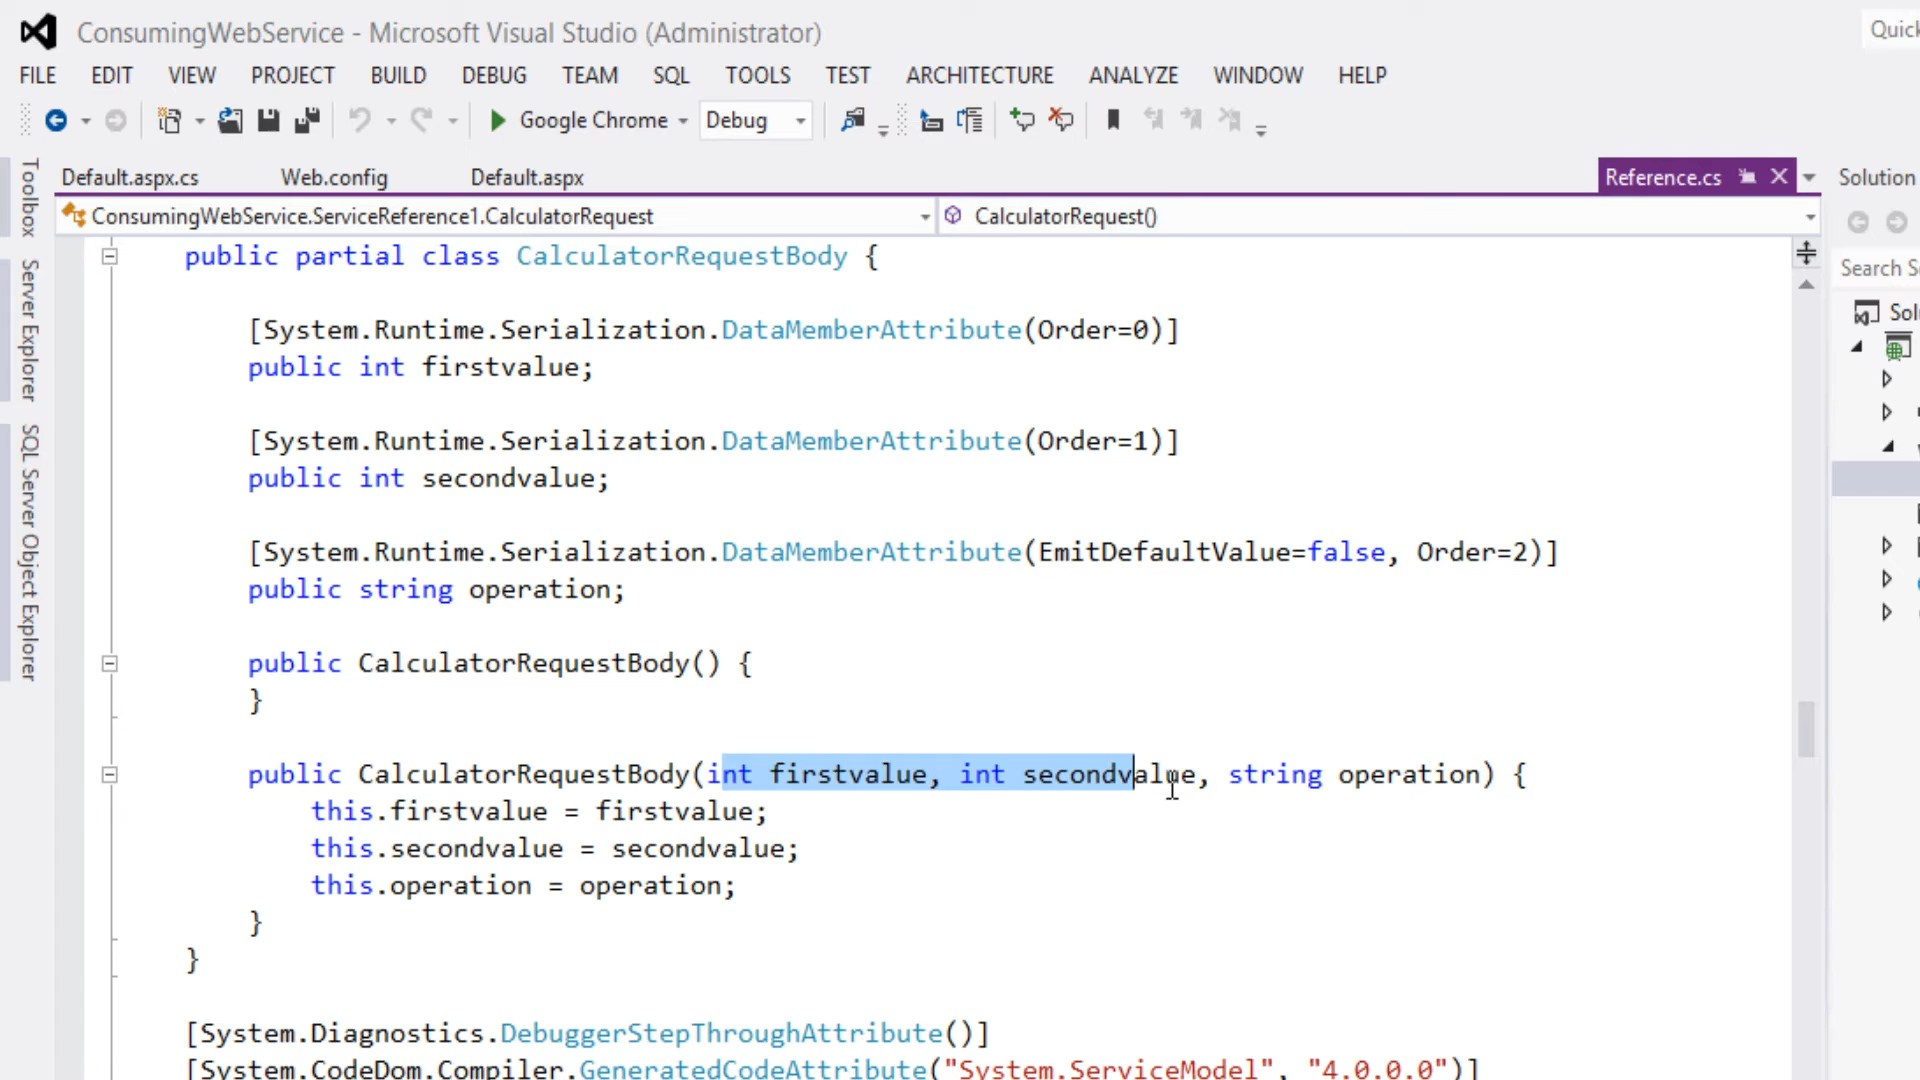 ConsumingWebService - Microsoft Visual Studio (Administrator)
Quick
FILE EDIT VIEW PROJECT BUILD DEBUG TEAM SQL TOOLS TEST ARCHITECTURE ANALYZE WINDOW HELP
Google Chrome Debug
Toolbox
Server Explorer
SQL Server Object Explorer
Default.aspx.cs Web.config Default.aspx Reference.cs
Solution
ConsumingWebService.ServiceReference1.CalculatorRequest CalculatorRequest()
Search S
Sol
public partial class CalculatorRequestBody {
[System.Runtime.Serialization.DataMemberAttribute(Order=0)]
public int firstvalue;
[System.Runtime.Serialization.DataMemberAttribute(Order=1)]
public int secondvalue;
[System.Runtime.Serialization.DataMemberAttribute(EmitDefaultValue=false, Order=2)]
public string operation;
public CalculatorRequestBody() {
}
public CalculatorRequestBody(int firstvalue, int secondvalue, string operation) {
this.firstvalue = firstvalue;
this.secondvalue = secondvalue;
this.operation = operation;
}
}
[System.Diagnostics.DebuggerStepThroughAttribute()]
[System.CodeDom.Compiler.GeneratedCodeAttribute("System.ServiceModel", "4.0.0.0")]